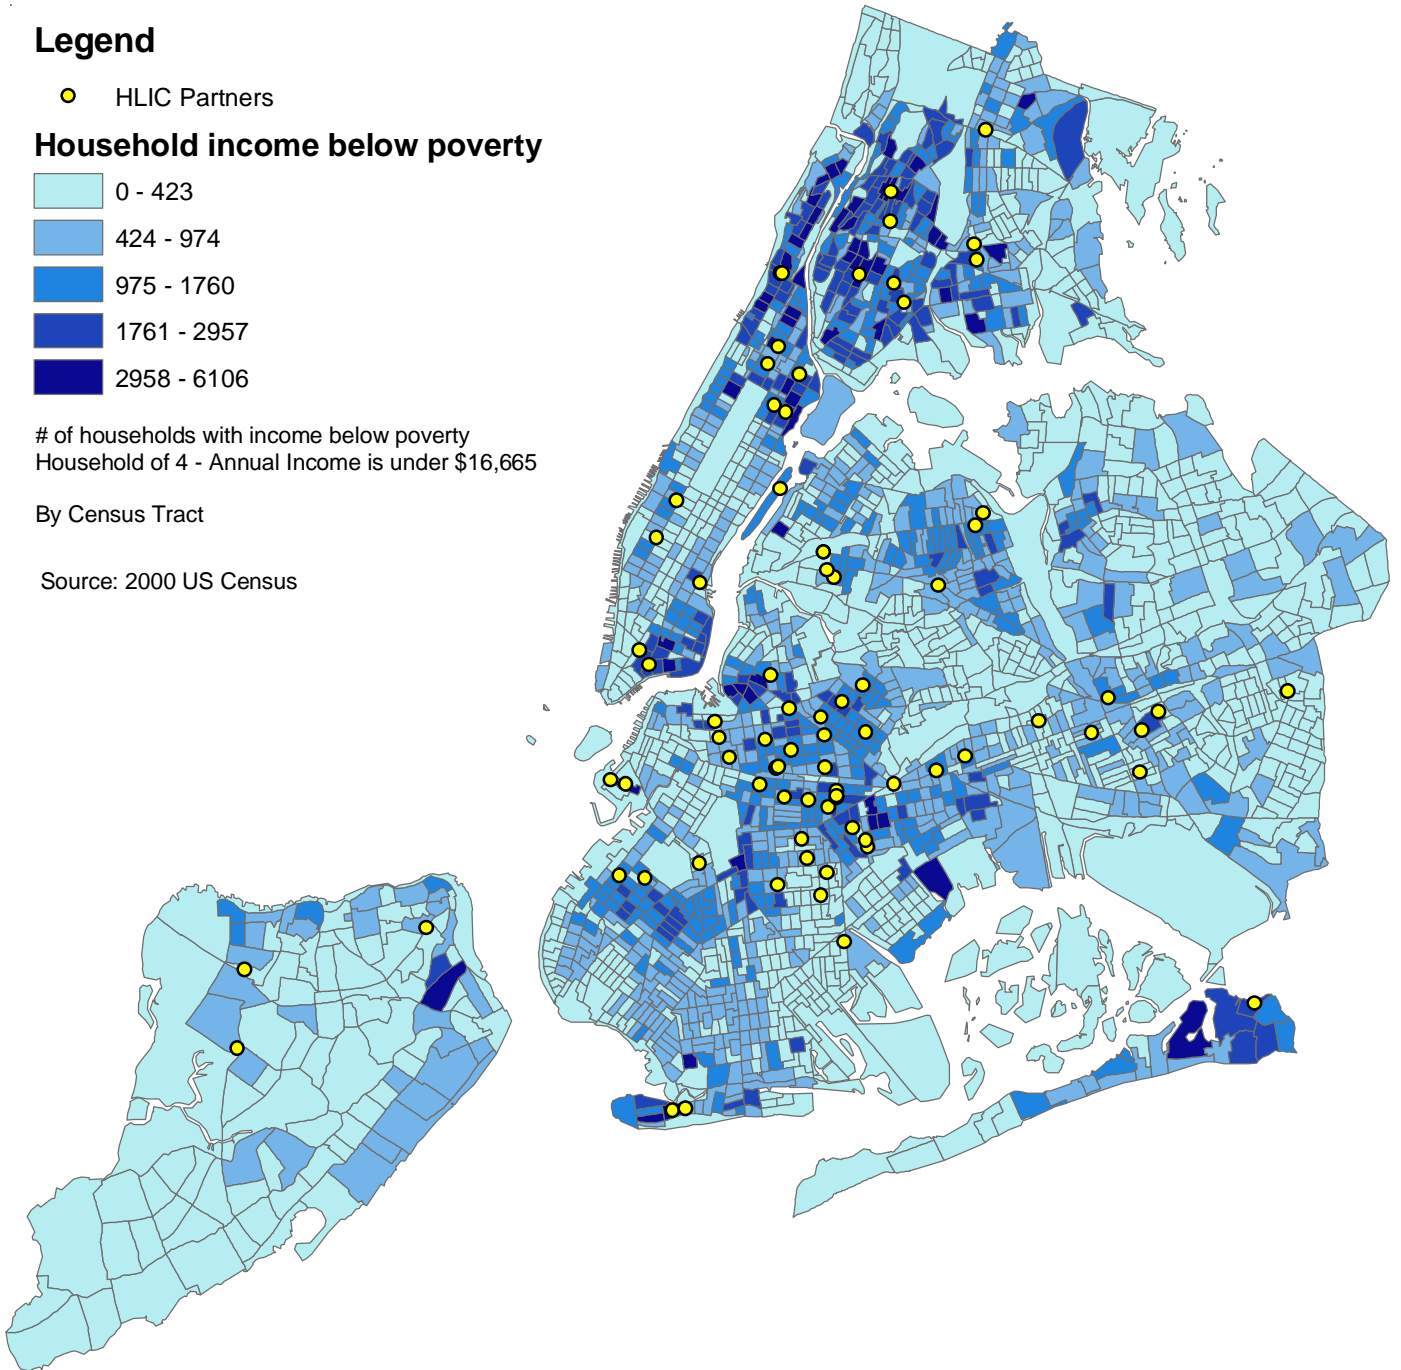 Legend
HLIC Partners
Household income below poverty
0 - 423
424 - 974
975 - 1760
1761 - 2957
2958 - 6106
# of households with income below poverty
Household of 4 - Annual Income is under $16,665
By Census Tract
Source: 2000 US Census